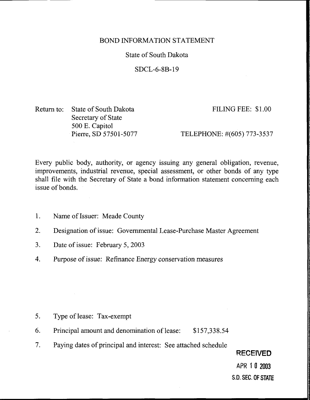 BOND INFORMATION STATEMENT
State of South Dakota
SDCL-6-8B-19
Return to: State of South Dakota FILING FEE: $1.00
Secretary of State
500 E. Capitol
Pierre, SD 57501-5077 TELEPHONE: #(605) 773-3537
Every public body, authority, or agency issuing any general obligation, revenue,
improvements, industrial revenue, special assessment, or other bonds of any type
shall file with the Secretary of State a bond information statement concerning each
issue of bonds.
1. Name of Issuer: Meade County
2. Designation of issue: Governmental Lease-Purchase Master Agreement
3. Date of issue: February 5, 2003
4. Purpose of issue: Refinance Energy conservation measures
5. Type of lease: Tax-exempt
6. Principal amount and denomination of lease: $157,338.54
7. Paying dates of principal and interest: See attached schedule
RECEIVED
APR 10 2003
S.D. SEC. OF STATE